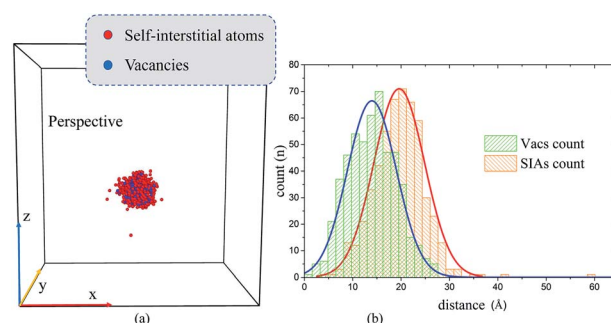 Self-interstitial atoms
Vacancies
Perspective
z
y
x
(a)
80
70
60
50
40
30
20
10
0
count (n)
Vacs count
SIAs count
0 10 20 30 40 50 60
distance (Å)
(b)